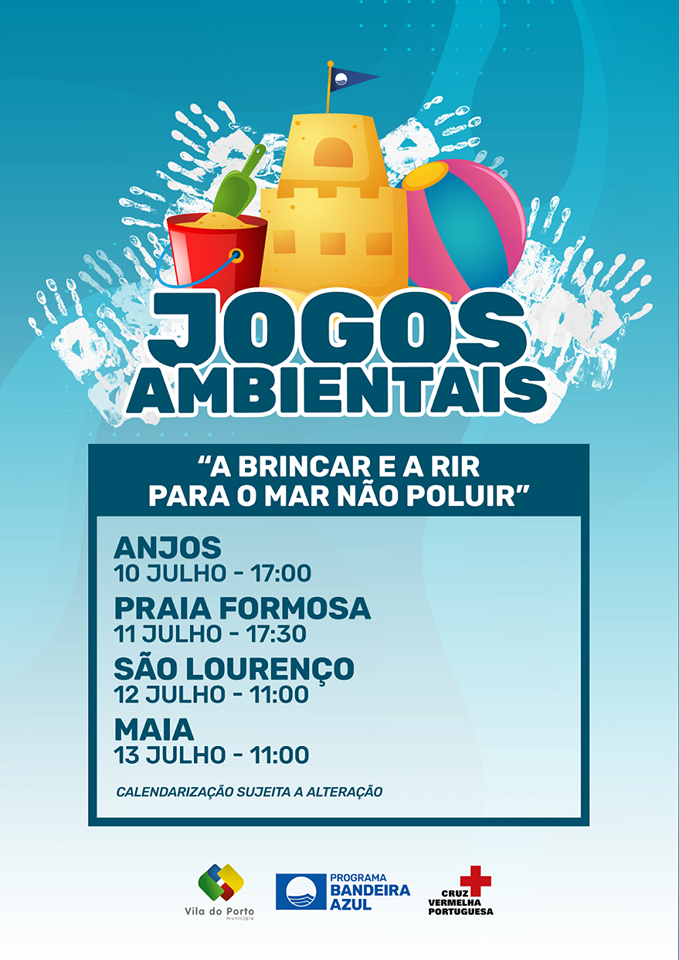 JOGOS
AMBIENTAIS
“A BRINCAR E A RIR
PARA O MAR NÃO POLUIR”
ANJOS
10 JULHO - 17:00
PRAIA FORMOSA
11 JULHO - 17:30
SÃO LOURENÇO
12 JULHO - 11:00
MAIA
13 JULHO - 11:00
CALENDARIZAÇÃO SUJEITA A ALTERAÇÃO
Vila do Porto
município
PROGRAMA
BANDEIRA
AZUL
CRUZ
VERMELHA
PORTUGUESA